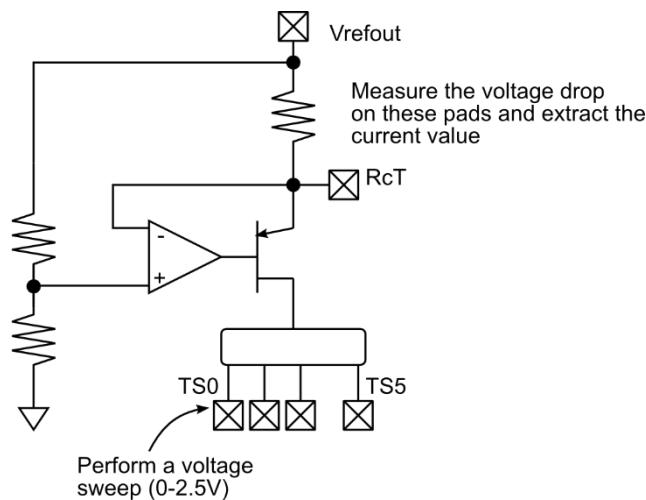 Vrefout
Measure the voltage drop
on these pads and extract the
current value
RcT
-
+
TS0
TS5
Perform a voltage
sweep (0-2.5V)